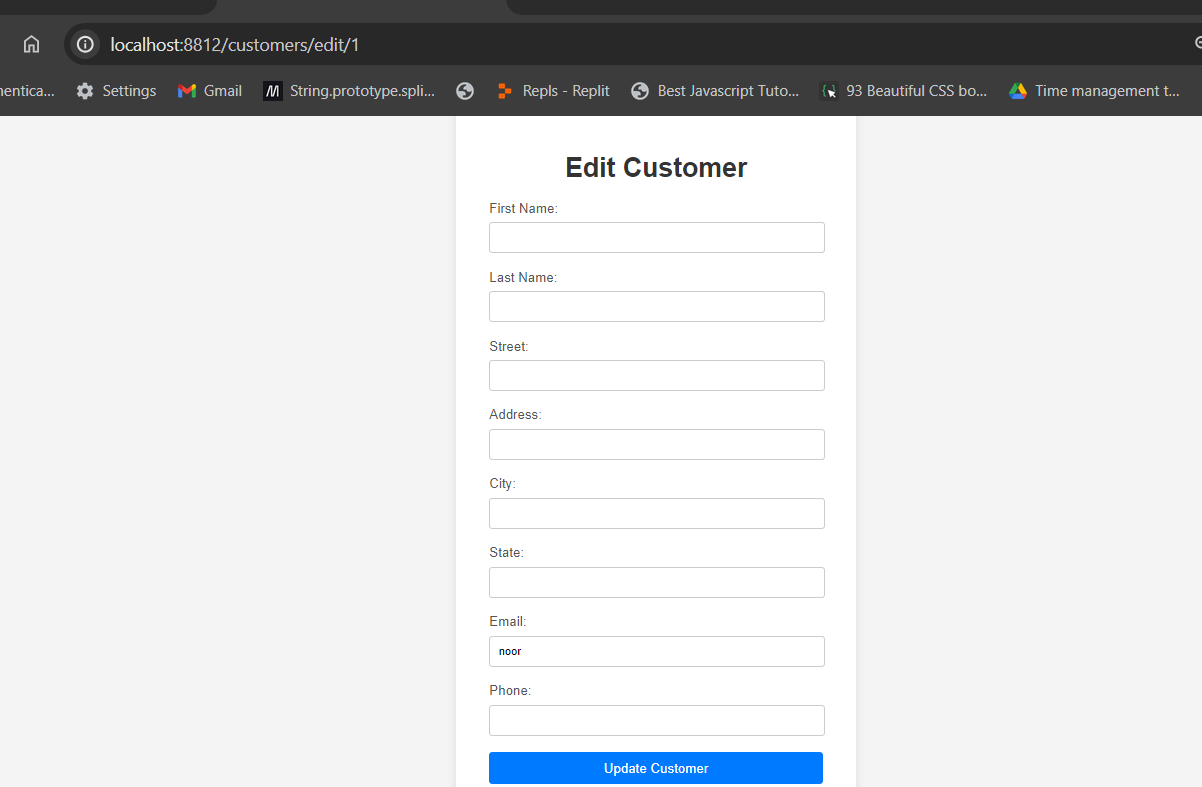 localhost:8812/customers/edit/1
hentica... Settings Gmail String.prototype.spli... Repls - Replit Best Javascript Tuto... 93 Beautiful CSS bo... Time management t...
Edit Customer
First Name:
Last Name:
Street:
Address:
City:
State:
Email:
noor
Phone:
Update Customer